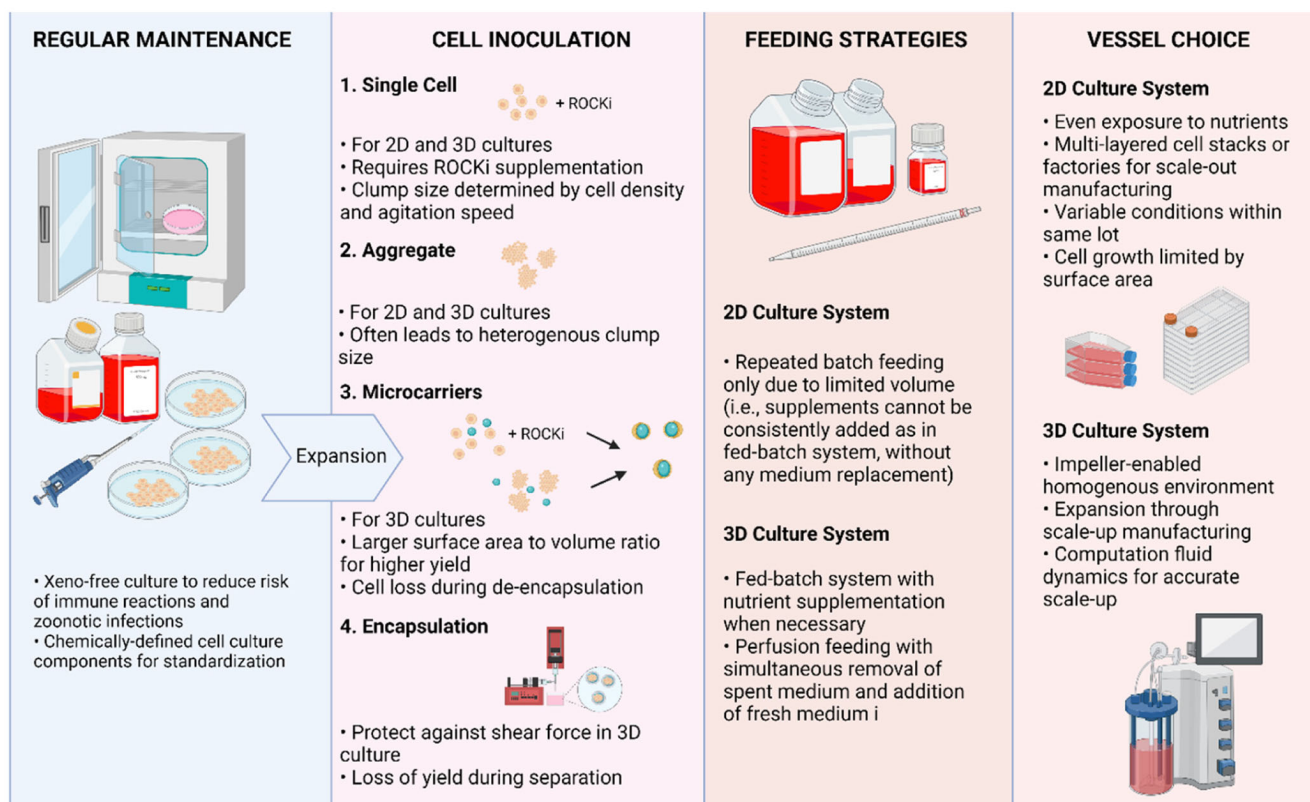 REGULAR MAINTENANCE
• Xeno-free culture to reduce risk
of immune reactions and
zoonotic infections
• Chemically-defined cell culture
components for standardization
Expansion
CELL INOCULATION
1. Single Cell
+ ROCKi
• For 2D and 3D cultures
• Requires ROCKi supplementation
• Clump size determined by cell density
and agitation speed
2. Aggregate
• For 2D and 3D cultures
• Often leads to heterogenous clump
size
3. Microcarriers
+ ROCKi
• For 3D cultures
• Larger surface area to volume ratio
for higher yield
• Cell loss during de-encapsulation
4. Encapsulation
• Protect against shear force in 3D
culture
• Loss of yield during separation
FEEDING STRATEGIES
2D Culture System
• Repeated batch feeding
only due to limited volume
(i.e., supplements cannot be
consistently added as in
fed-batch system, without
any medium replacement)
3D Culture System
• Fed-batch system with
nutrient supplementation
when necessary
• Perfusion feeding with
simultaneous removal of
spent medium and addition
of fresh medium i
VESSEL CHOICE
2D Culture System
• Even exposure to nutrients
• Multi-layered cell stacks or
factories for scale-out
manufacturing
• Variable conditions within
same lot
• Cell growth limited by
surface area
3D Culture System
• Impeller-enabled
homogenous environment
• Expansion through
scale-up manufacturing
• Computation fluid
dynamics for accurate
scale-up